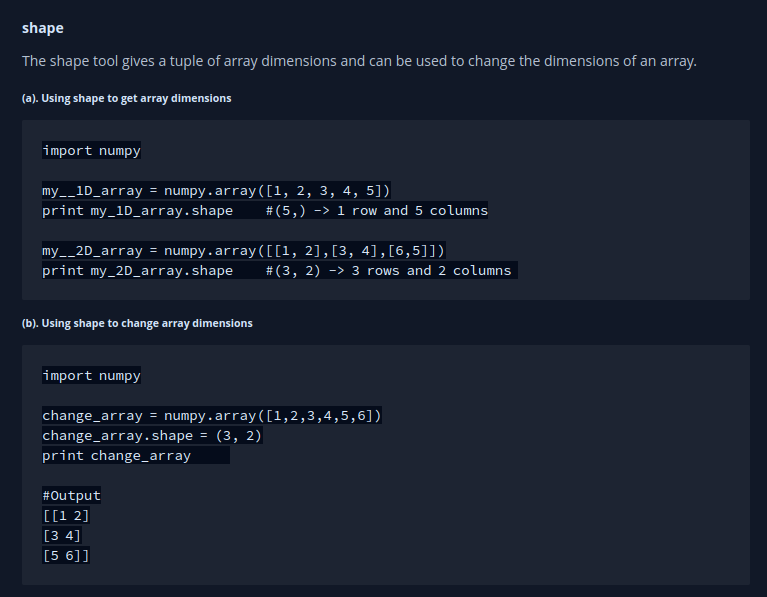 shape
The shape tool gives a tuple of array dimensions and can be used to change the dimensions of an array.
(a). Using shape to get array dimensions
import numpy
my__1D_array = numpy.array([1, 2, 3, 4, 5])
print my_1D_array.shape    #(5,) -> 1 row and 5 columns
my__2D_array = numpy.array([[1, 2],[3, 4],[6,5]])
print my_2D_array.shape    #(3, 2) -> 3 rows and 2 columns
(b). Using shape to change array dimensions
import numpy
change_array = numpy.array([1,2,3,4,5,6])
change_array.shape = (3, 2)
print change_array
#Output
[[1 2]
[3 4]
[5 6]]